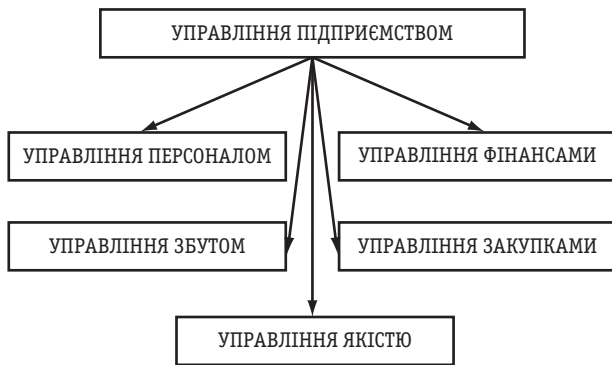 УПРАВЛІННЯ ПІДПРИЄМСТВОМ
УПРАВЛІННЯ ПЕРСОНАЛОМ
УПРАВЛІННЯ ФІНАНСАМИ
УПРАВЛІННЯ ЗБУТОМ
УПРАВЛІННЯ ЗАКУПКАМИ
УПРАВЛІННЯ ЯКІСТЮ